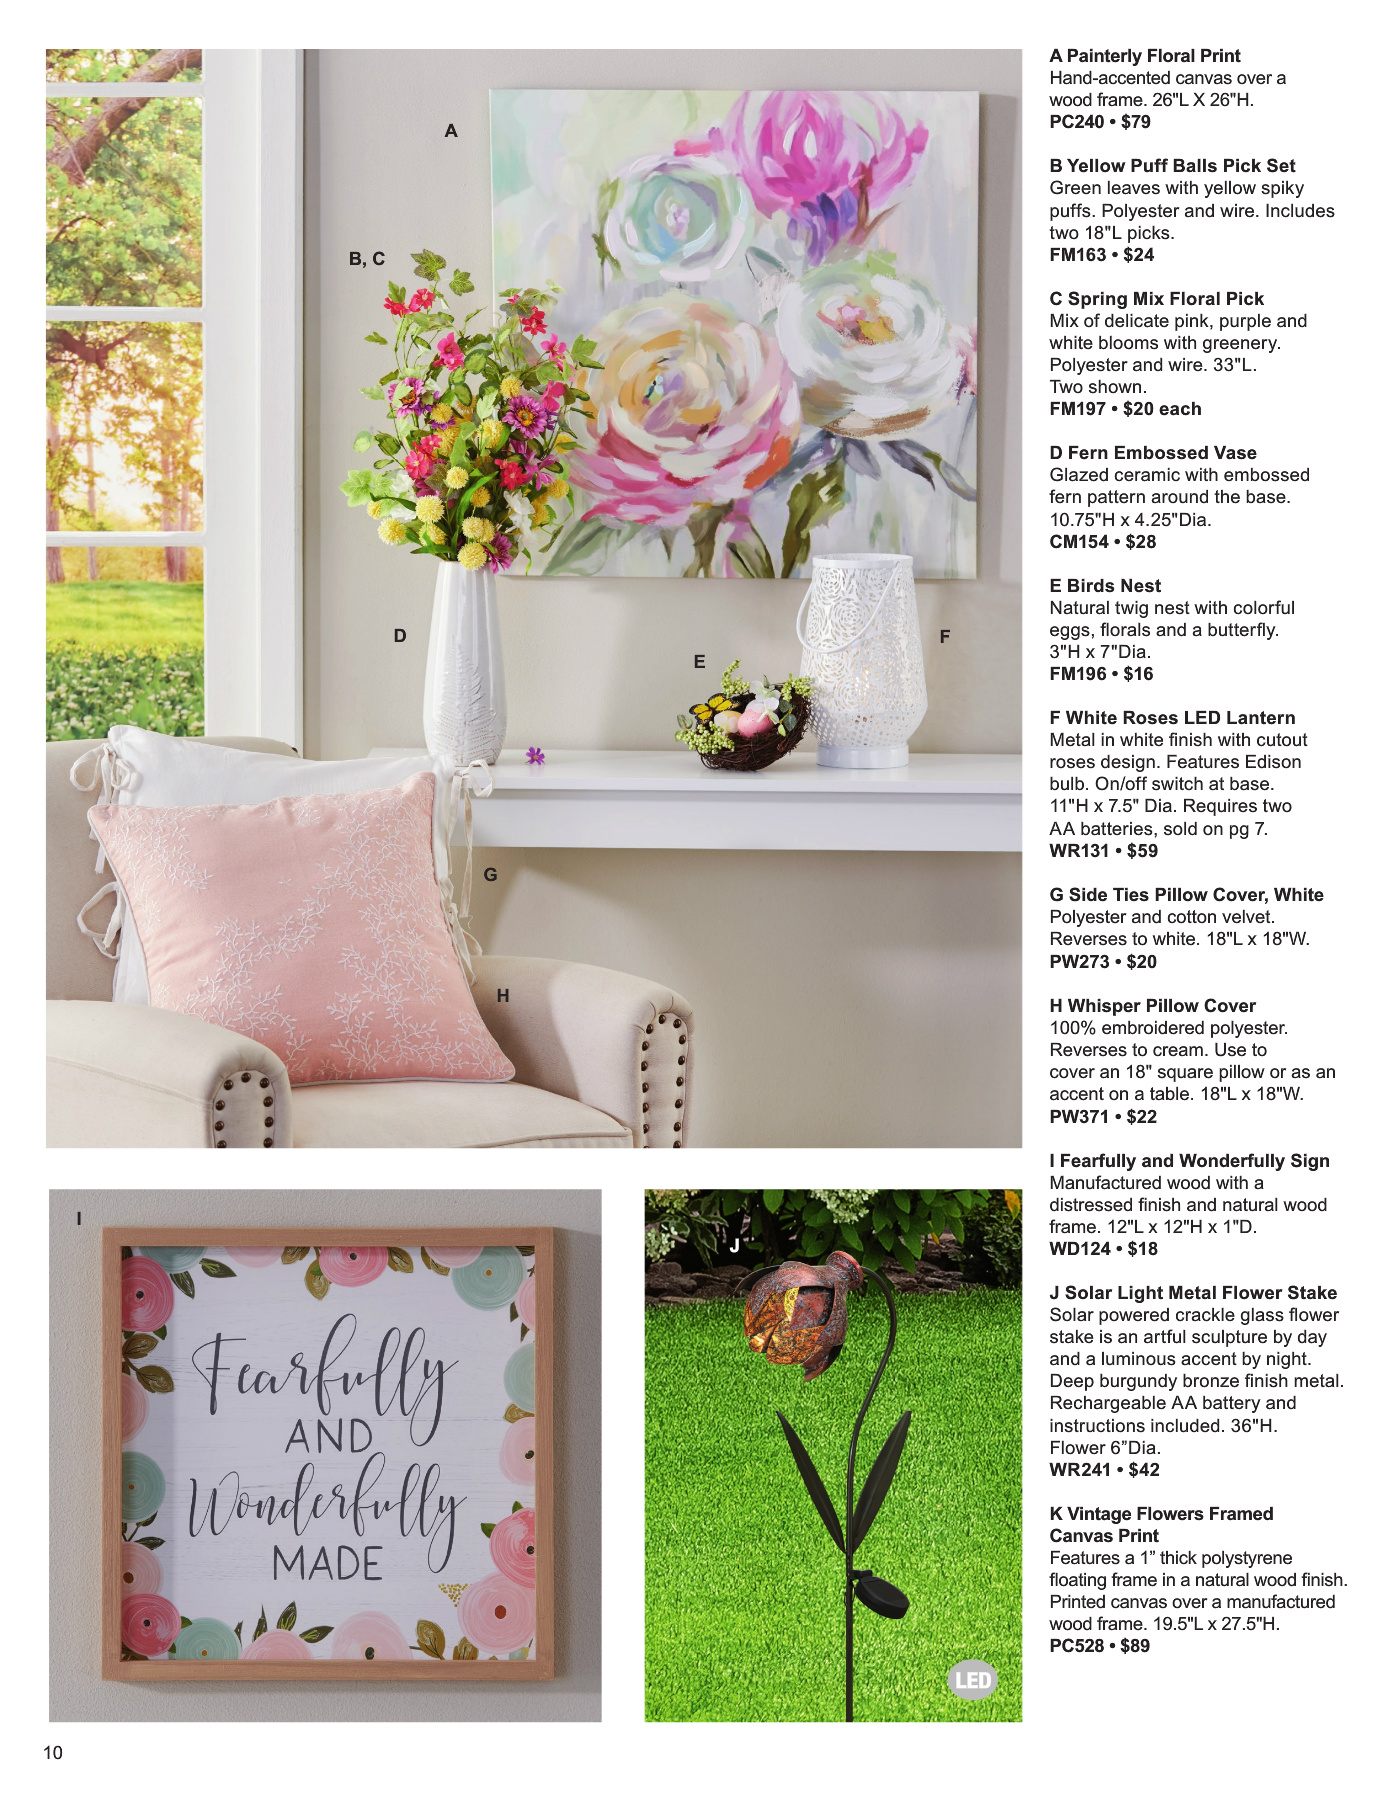 A
B, C
D
E
F
G
H
A Painterly Floral Print
Hand-accented canvas over a
wood frame. 26"L X 26"H.
PC240 • $79
B Yellow Puff Balls Pick Set
Green leaves with yellow spiky
puffs. Polyester and wire. Includes
two 18"L picks.
FM163 • $24
C Spring Mix Floral Pick
Mix of delicate pink, purple and
white blooms with greenery.
Polyester and wire. 33"L.
Two shown.
FM197 • $20 each
D Fern Embossed Vase
Glazed ceramic with embossed
fern pattern around the base.
10.75"H x 4.25"Dia.
CM154 • $28
E Birds Nest
Natural twig nest with colorful
eggs, florals and a butterfly.
3"H x 7"Dia.
FM196 • $16
F White Roses LED Lantern
Metal in white finish with cutout
roses design. Features Edison
bulb. On/off switch at base.
11"H x 7.5" Dia. Requires two
AA batteries, sold on pg 7.
WR131 • $59
G Side Ties Pillow Cover, White
Polyester and cotton velvet.
Reverses to white. 18"L x 18"W.
PW273 • $20
H Whisper Pillow Cover
100% embroidered polyester.
Reverses to cream. Use to
cover an 18" square pillow or as an
accent on a table. 18"L x 18"W.
PW371 • $22
I Fearfully and Wonderfully Sign
Manufactured wood with a
distressed finish and natural wood
frame. 12"L x 12"H x 1"D.
WD124 • $18
J Solar Light Metal Flower Stake
Solar powered crackle glass flower
stake is an artful sculpture by day
and a luminous accent by night.
Deep burgundy bronze finish metal.
Rechargeable AA battery and
instructions included. 36"H.
Flower 6”Dia.
WR241 • $42
K Vintage Flowers Framed
Canvas Print
Features a 1” thick polystyrene
floating frame in a natural wood finish.
Printed canvas over a manufactured
wood frame. 19.5"L x 27.5"H.
PC528 • $89
I
Fearfully
AND
Wonderfully
MADE
J
LED
10